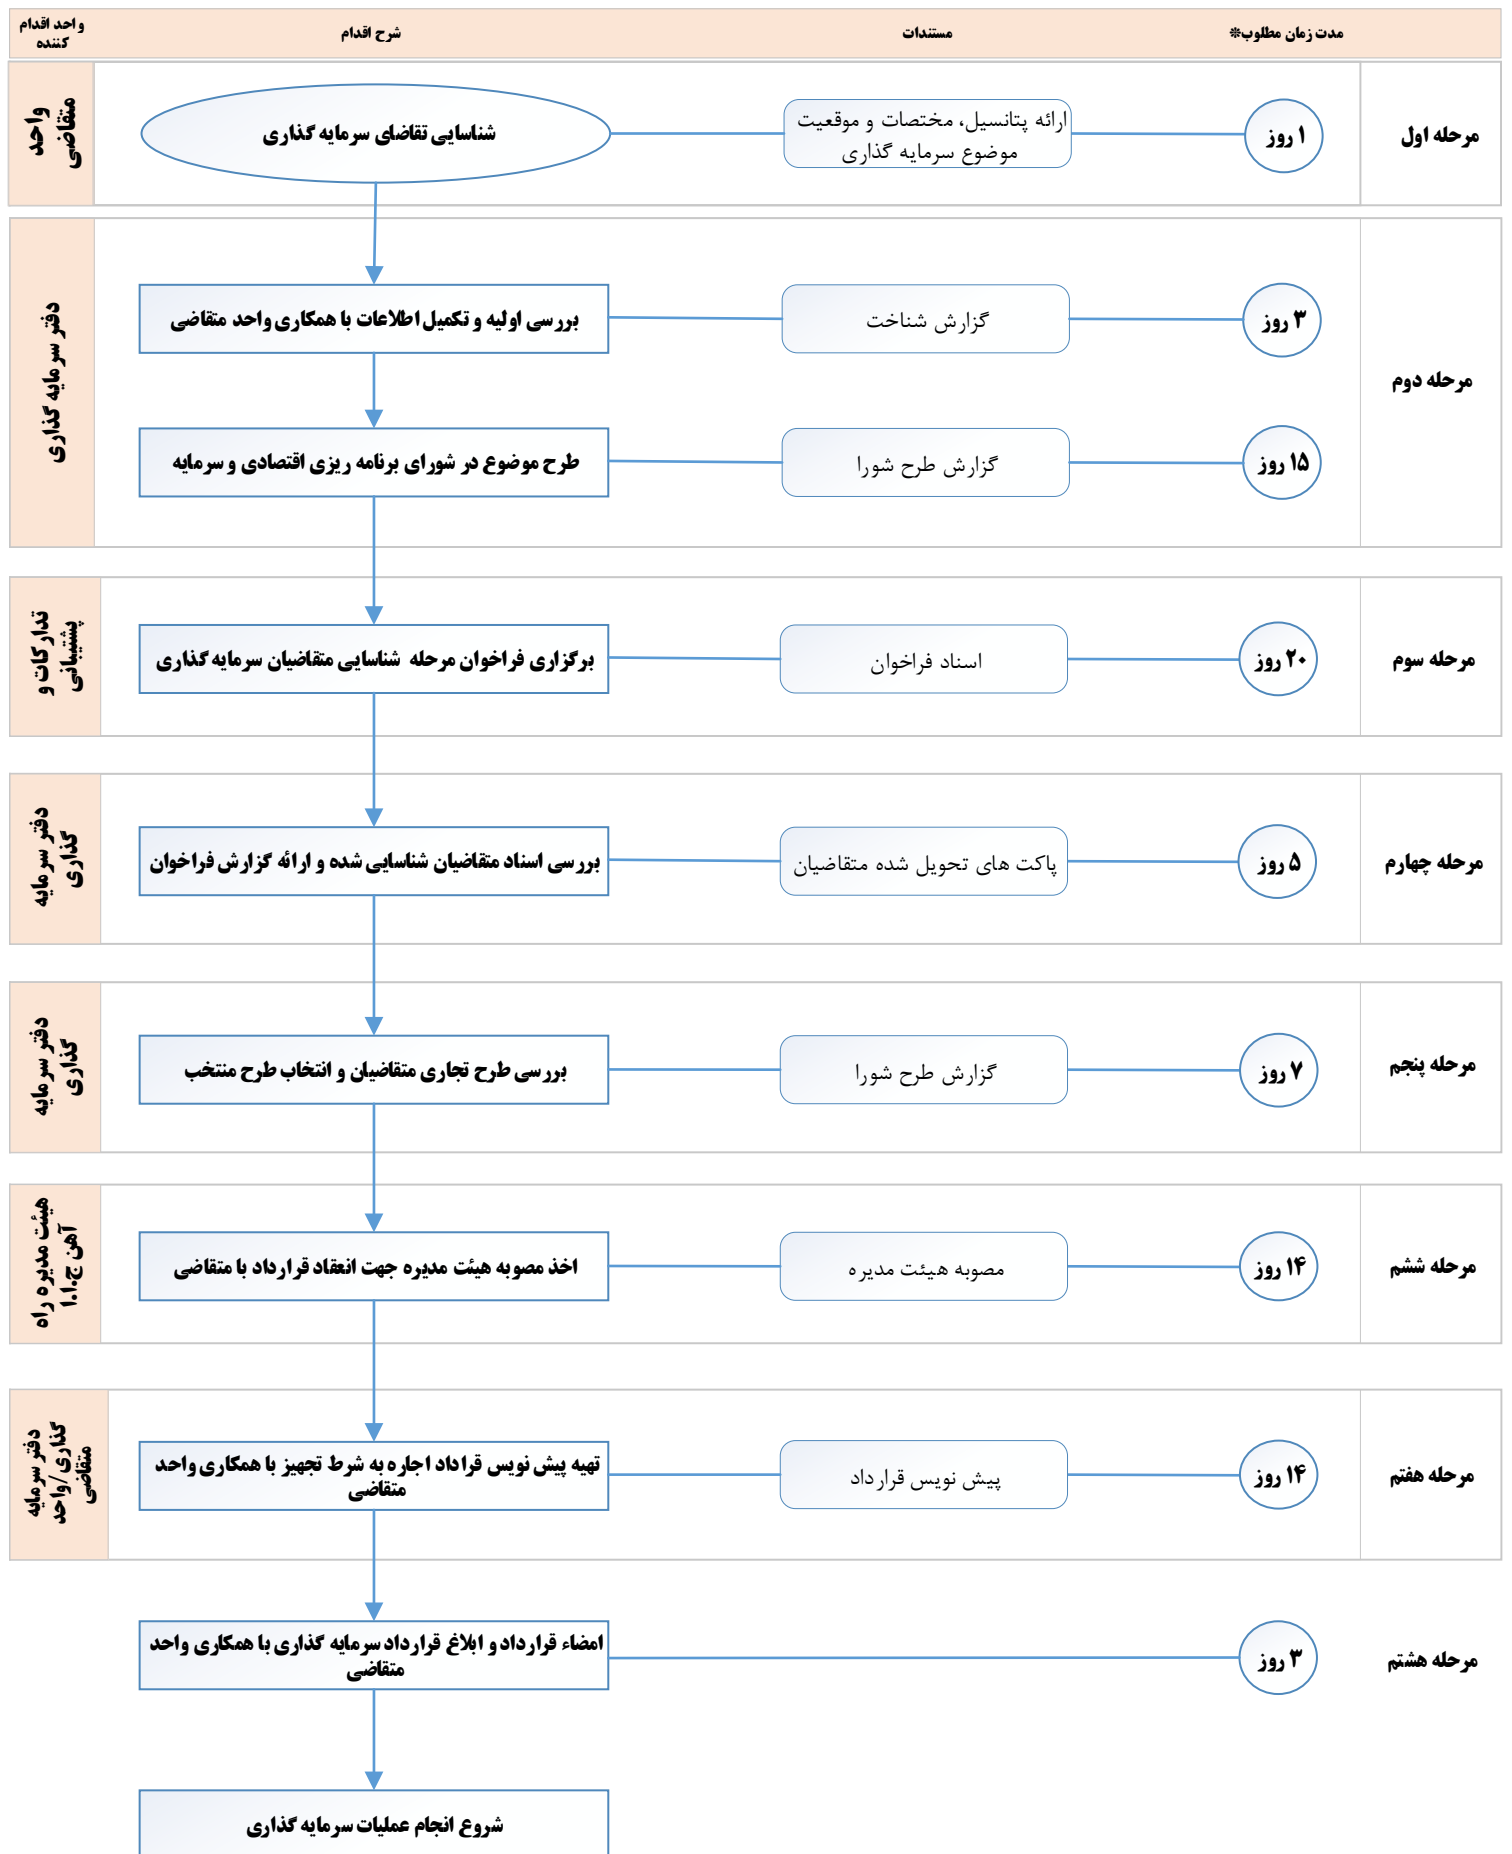 مدت زمان مطلوب*
مستندات
شرح اقدام
واحد اقدام
کننده
مرحله اول
۱ روز
ارائه پتانسیل، مختصات و موقعیت
موضوع سرمایه گذاری
شناسایی تقاضای سرمایه گذاری
واحد
متقاضی
مرحله دوم
۳ روز
گزارش شناخت
بررسی اولیه و تکمیل اطلاعات با همکاری واحد متقاضی
دفتر سرمایه گذاری
۱۵ روز
گزارش طرح شورا
طرح موضوع در شورای برنامه ریزی اقتصادی و سرمایه
مرحله سوم
۲۰ روز
اسناد فراخوان
برگزاری فراخوان مرحله شناسایی متقاضیان سرمایه گذاری
تدارکات و
پشتیبانی
مرحله چهارم
۵ روز
پاکت های تحویل شده متقاضیان
بررسی اسناد متقاضیان شناسایی شده و ارائه گزارش فراخوان
دفتر سرمایه
گذاری
مرحله پنجم
۷ روز
گزارش طرح شورا
بررسی طرح تجاری متقاضیان و انتخاب طرح منتخب
دفتر سرمایه
گذاری
مرحله ششم
۱۴ روز
مصوبه هیئت مدیره
اخذ مصوبه هیئت مدیره جهت انعقاد قرارداد با متقاضی
هیئت مدیره راه
آهن ج.ا.ا
مرحله هفتم
۱۴ روز
پیش نویس قرارداد
تهیه پیش نویس قراداد اجاره به شرط تجهیز با همکاری واحد
متقاضی
دفتر سرمایه
گذاری/واحد
متقاضی
مرحله هشتم
۳ روز
امضاء قرارداد و ابلاغ قرارداد سرمایه گذاری با همکاری واحد
متقاضی
شروع انجام عملیات سرمایه گذاری